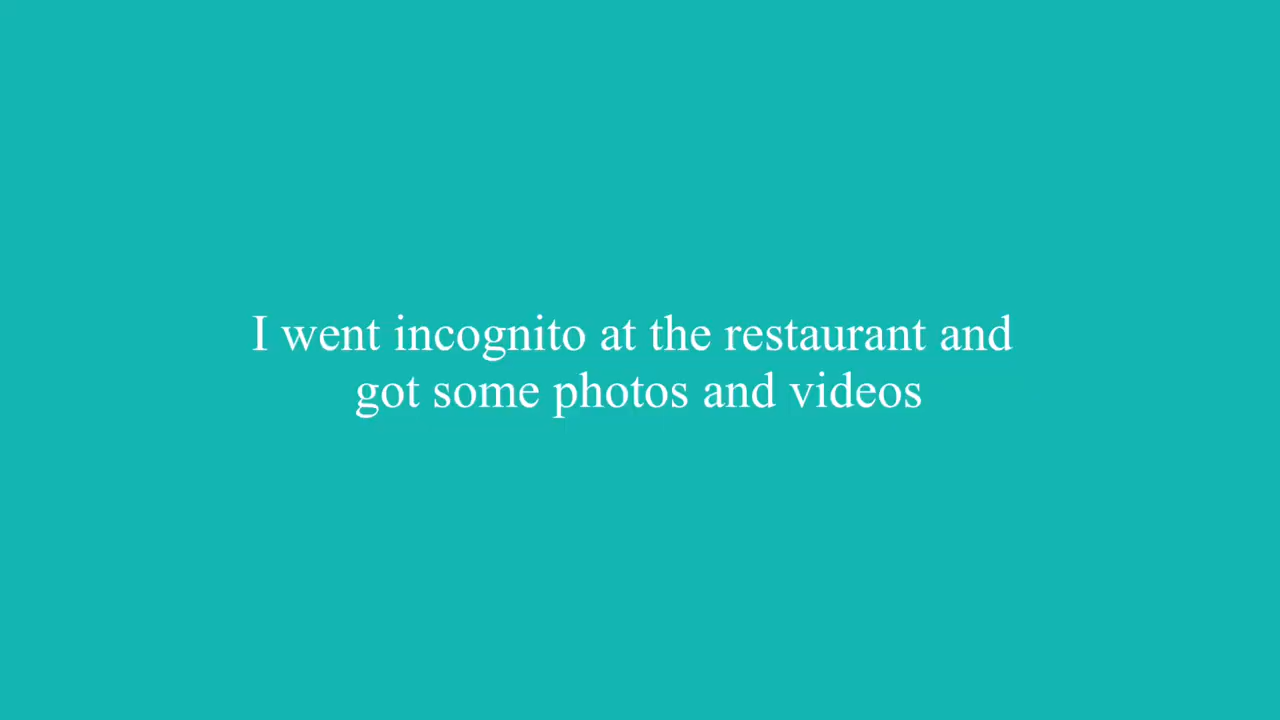 I went incognito at the restaurant and
got some photos and videos